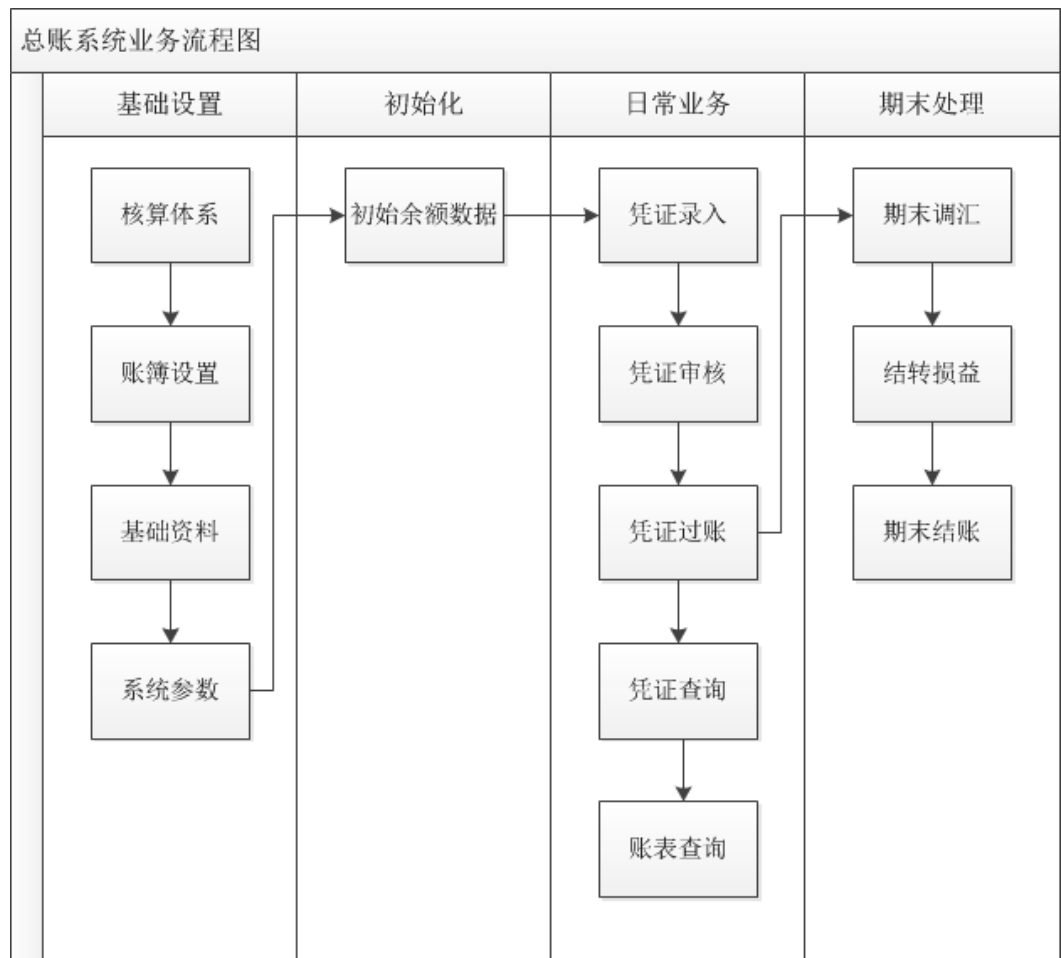 总账系统业务流程图
基础设置
初始化
日常业务
期末处理
核算体系
账簿设置
基础资料
系统参数
初始余额数据
凭证录入
凭证审核
凭证过账
凭证查询
账表查询
期末调汇
结转损益
期末结账